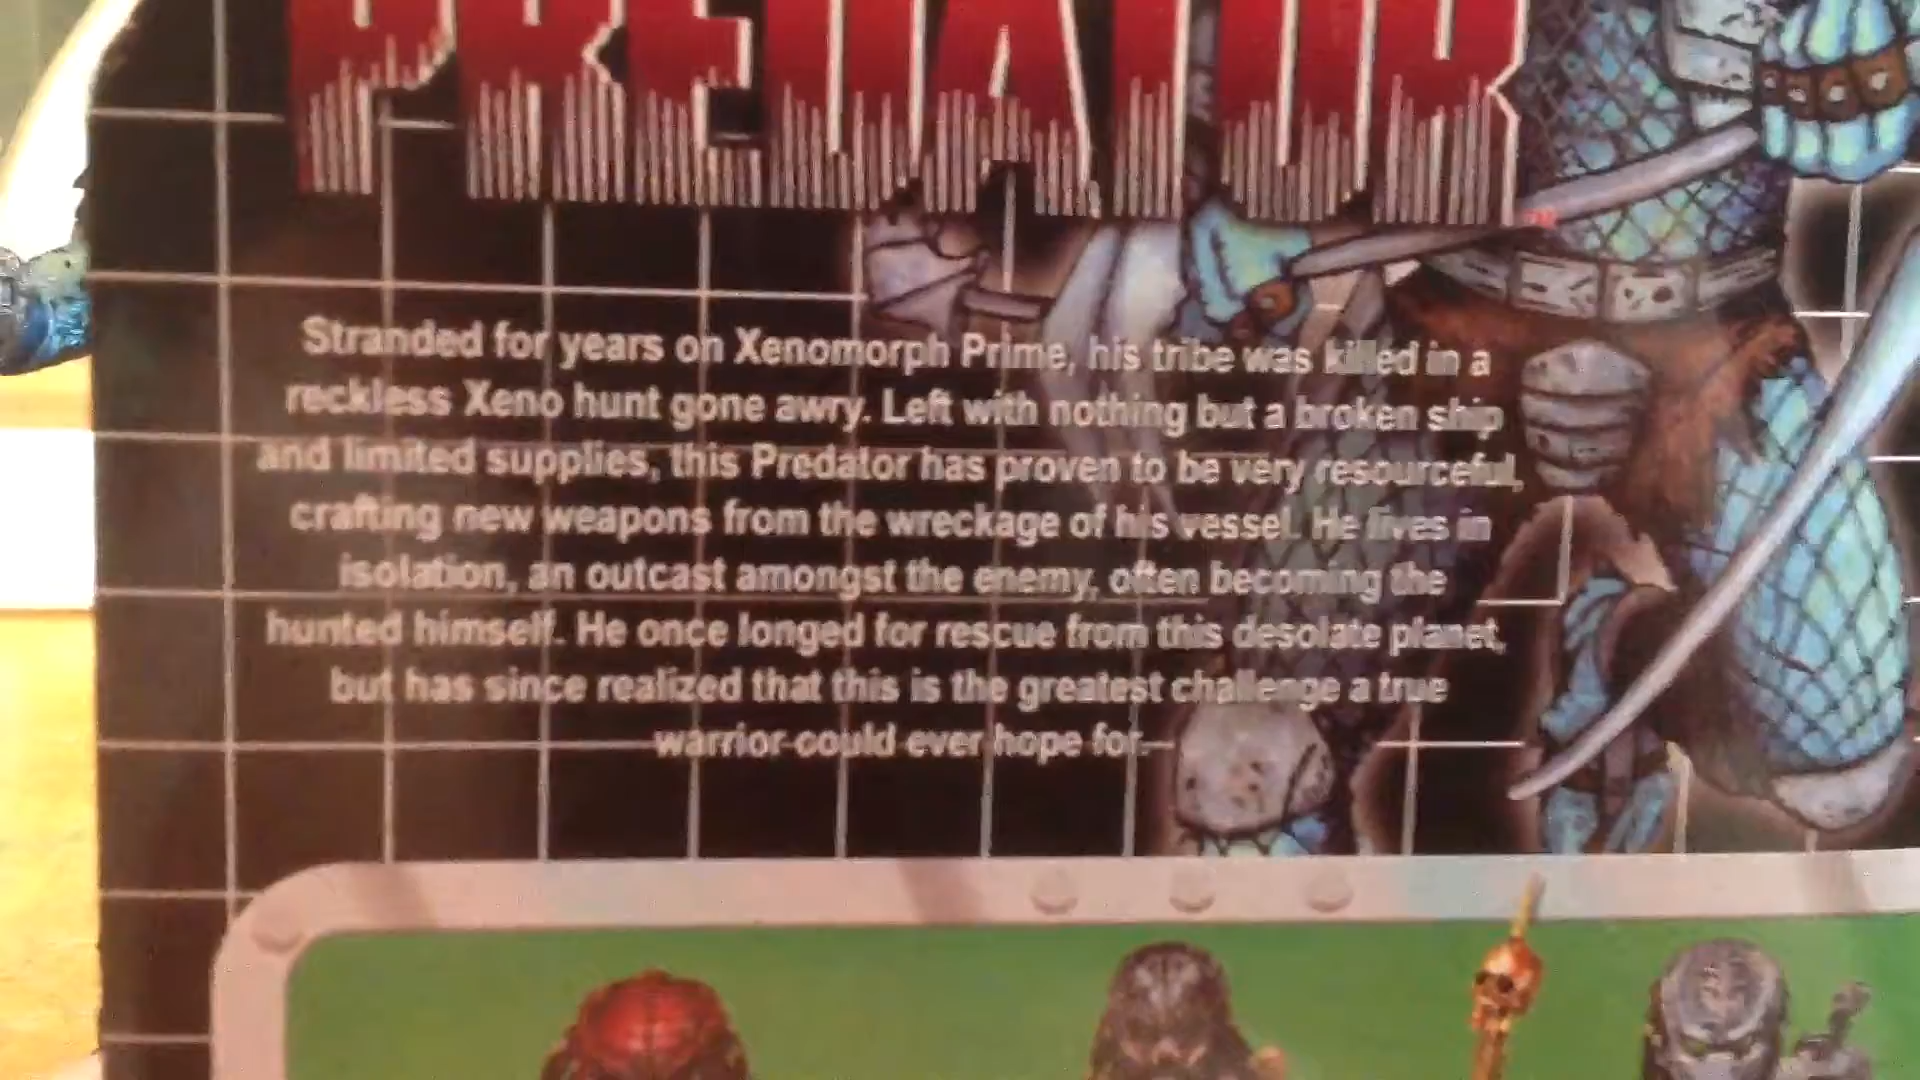 PREDATOR
TM
Stranded for years on Xenomorph Prime, his tribe was killed in a
reckless Xeno hunt gone awry. Left with nothing but a broken ship
and limited supplies, this Predator has proven to be very resourceful,
crafting new weapons from the wreckage of his vessel. He lives in
isolation, an outcast amongst the enemy, often becoming the
hunted himself. He once longed for rescue from this desolate planet,
but has since realized that this is the greatest challenge a true
warrior could ever hope for.